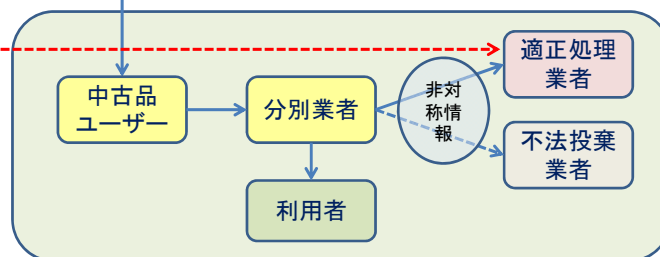 中古品
ユーザー
分別業者
利用者
非対
称情
報
適正処理
業者
不法投棄
業者